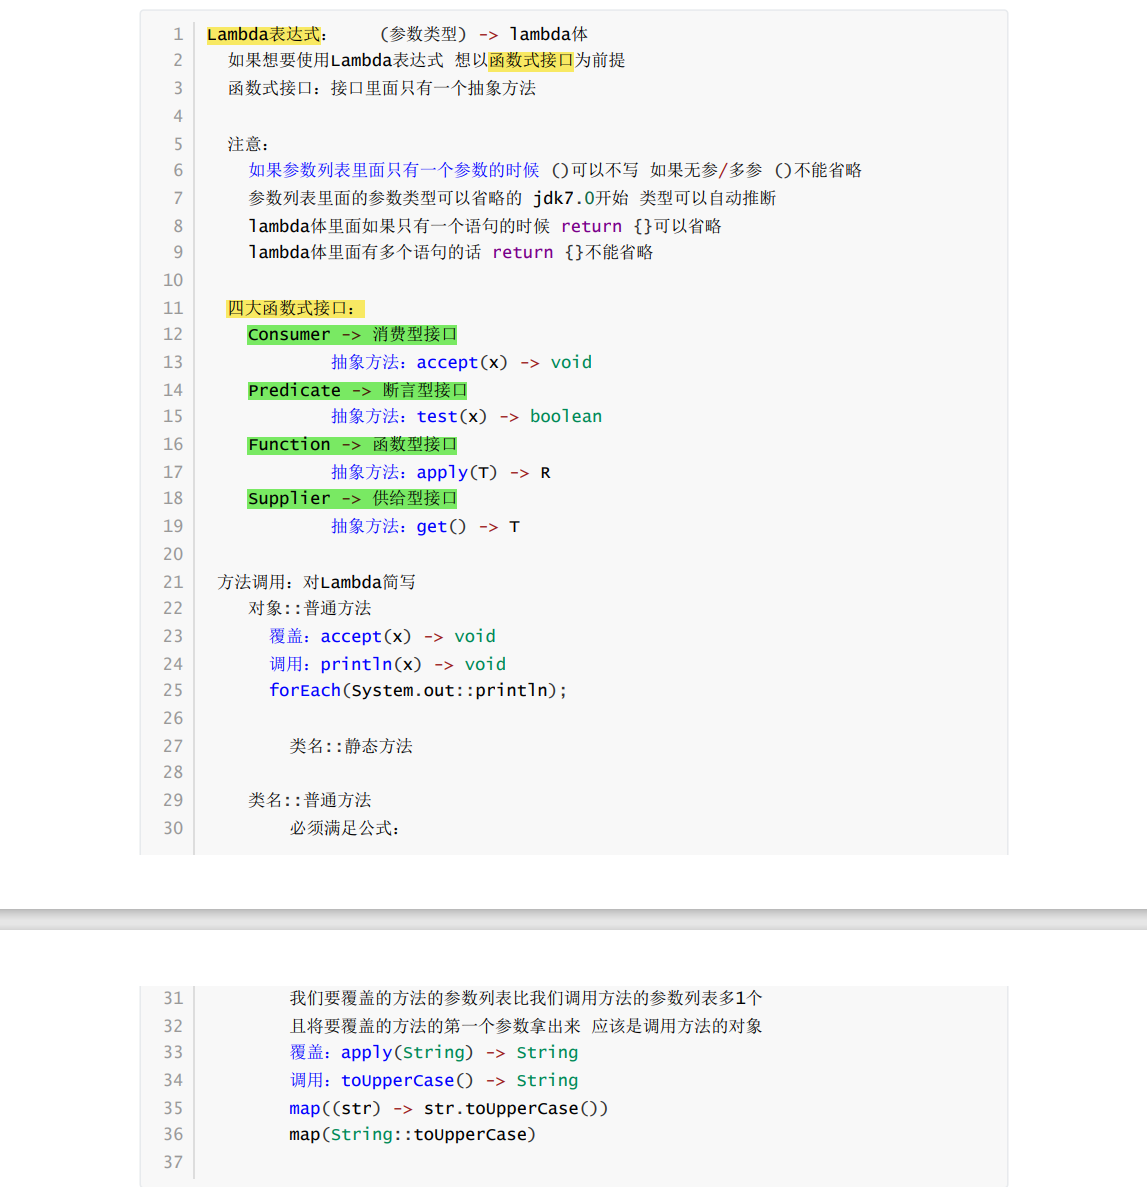 1 Lambda表达式: (参数类型) -> lambda体
2 如果想要使用Lambda表达式 想以函数式接口为前提
3 函数式接口: 接口里面只有一个抽象方法
4
5 注意:
6 如果参数列表里面只有一个参数的时候 ()可以不写 如果无参/多参 ()不能省略
7 参数列表里面的参数类型可以省略的 jdk7.0开始 类型可以自动推断
8 lambda体里面如果只有一个语句的时候 return {}可以省略
9 lambda体里面有多个语句的话 return {}不能省略
10
11 四大函数式接口:
12 Consumer -> 消费型接口
13 抽象方法: accept(x) -> void
14 Predicate -> 断言型接口
15 抽象方法: test(x) -> boolean
16 Function -> 函数型接口
17 抽象方法: apply(T) -> R
18 Supplier -> 供给型接口
19 抽象方法: get() -> T
20
21 方法调用: 对Lambda简写
22 对象::普通方法
23 覆盖: accept(x) -> void
24 调用: println(x) -> void
25 forEach(System.out::println);
26
27 类名::静态方法
28
29 类名::普通方法
30 必须满足公式:
31 我们要覆盖的方法的参数列表比我们调用方法的参数列表多1个
32 且将要覆盖的方法的第一个参数拿出来 应该是调用方法的对象
33 覆盖: apply(String) -> String
34 调用: toUpperCase() -> String
35 map((str) -> str.toUpperCase())
36 map(String::toUpperCase)
37